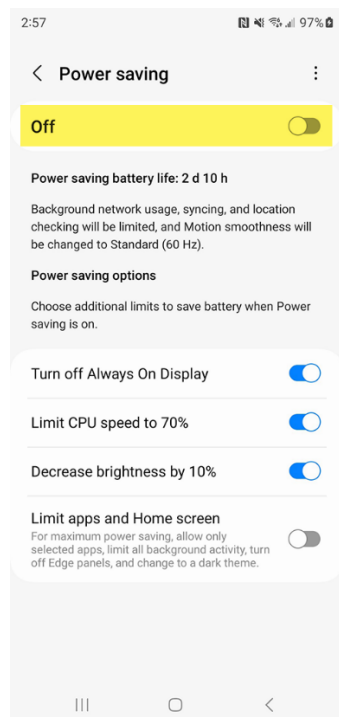 2:57 97%
Power saving
Off
Power saving battery life: 2 d 10 h
Background network usage, syncing, and location
checking will be limited, and Motion smoothness will
be changed to Standard (60 Hz).
Power saving options
Choose additional limits to save battery when Power
saving is on.
Turn off Always On Display
Limit CPU speed to 70%
Decrease brightness by 10%
Limit apps and Home screen
For maximum power saving, allow only
selected apps, limit all background activity, turn
off Edge panels, and change to a dark theme.